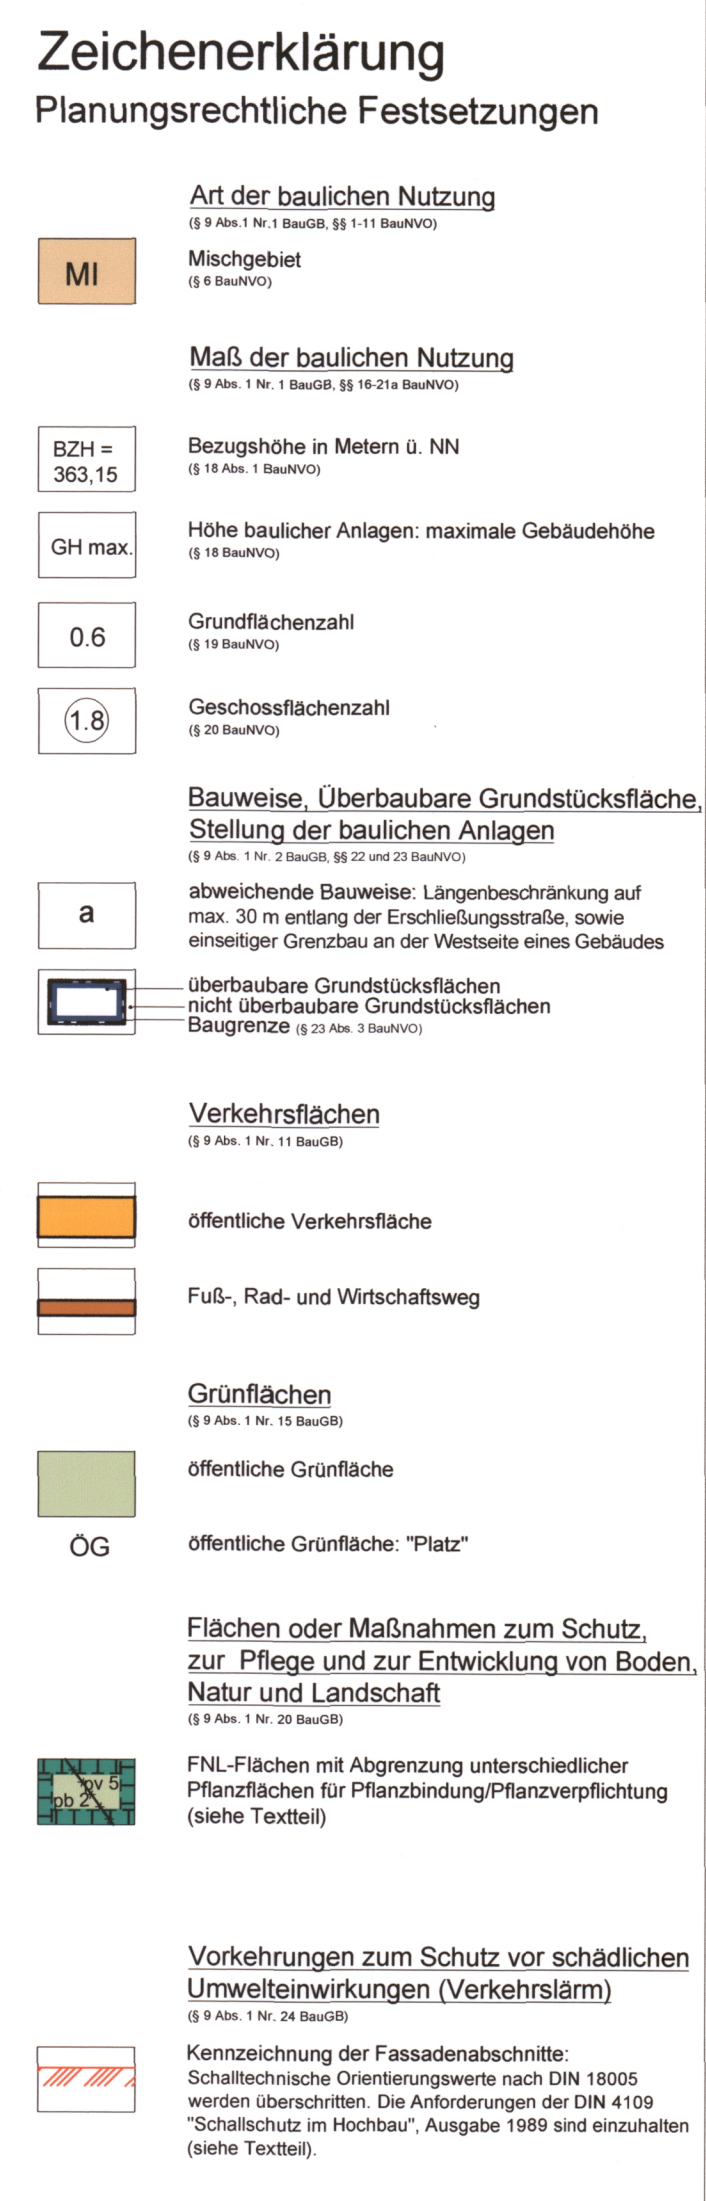 Zeichenerklärung
Planungsrechtliche Festsetzungen
Art der baulichen Nutzung
(§ 9 Abs.1 Nr.1 BauGB, §§ 1-11 BauNVO)
MI
Mischgebiet
(§ 6 BauNVO)
Maß der baulichen Nutzung
(§ 9 Abs. 1 Nr. 1 BauGB, §§ 16-21a BauNVO)
BZH =
363,15
Bezugshöhe in Metern ü. NN
(§ 18 Abs. 1 BauNVO)
GH max.
Höhe baulicher Anlagen: maximale Gebäudehöhe
(§ 18 BauNVO)
0.6
Grundflächenzahl
(§ 19 BauNVO)
1.8
Geschossflächenzahl
(§ 20 BauNVO)
Bauweise, Überbaubare Grundstücksfläche,
Stellung der baulichen Anlagen
(§ 9 Abs. 1 Nr. 2 BauGB, §§ 22 und 23 BauNVO)
a
abweichende Bauweise: Längenbeschränkung auf
max. 30 m entlang der Erschließungsstraße, sowie
einseitiger Grenzbau an der Westseite eines Gebäudes
überbaubare Grundstücksflächen
nicht überbaubare Grundstücksflächen
Baugrenze (§ 23 Abs. 3 BauNVO)
Verkehrsflächen
(§ 9 Abs. 1 Nr. 11 BauGB)
öffentliche Verkehrsfläche
Fuß-, Rad- und Wirtschaftsweg
Grünflächen
(§ 9 Abs. 1 Nr. 15 BauGB)
öffentliche Grünfläche
ÖG
öffentliche Grünfläche: "Platz"
Flächen oder Maßnahmen zum Schutz,
zur Pflege und zur Entwicklung von Boden,
Natur und Landschaft
(§ 9 Abs. 1 Nr. 20 BauGB)
pv 5
pb 2
FNL-Flächen mit Abgrenzung unterschiedlicher
Pflanzflächen für Pflanzbindung/Pflanzverpflichtung
(siehe Textteil)
Vorkehrungen zum Schutz vor schädlichen
Umwelteinwirkungen (Verkehrslärm)
(§ 9 Abs. 1 Nr. 24 BauGB)
Kennzeichnung der Fassadenabschnitte:
Schalltechnische Orientierungswerte nach DIN 18005
werden überschritten. Die Anforderungen der DIN 4109
"Schallschutz im Hochbau", Ausgabe 1989 sind einzuhalten
(siehe Textteil).